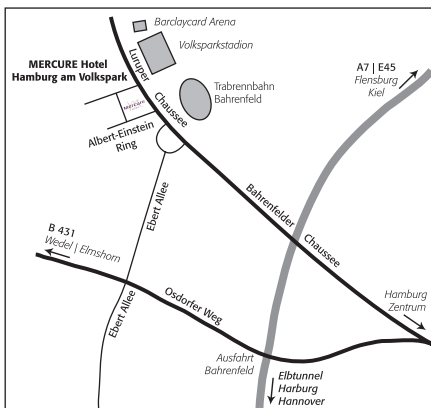 Barclaycard Arena
Volksparkstadion
MERCURE Hotel
Hamburg am Volkspark
Luruper
Chaussee
Trabrennbahn
Bahrenfeld
A7 | E45
Flensburg
Kiel
Mercure
Albert-Einstein
Ring
Ebert Allee
Bahrenfelder
Chaussee
B 431
Wedel | Elmshorn
Ebert Allee
Osdorfer Weg
Hamburg
Zentrum
Ausfahrt
Bahrenfeld
Elbtunnel
Harburg
Hannover